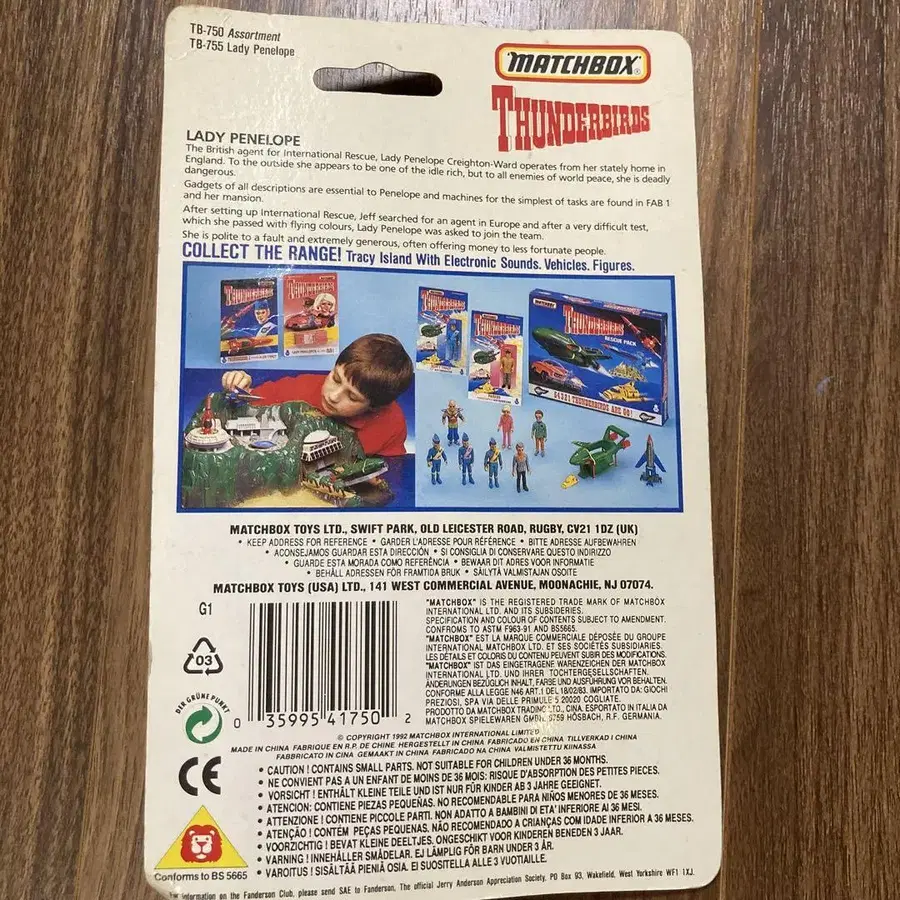 TB-750 Assortment
TB-755 Lady Penelope
MATCHBOX®
THUNDERBIRDS
LADY PENELOPE
The British agent for International Rescue, Lady Penelope Creighton-Ward operates from her stately home in
England. To the outside she appears to be one of the idle rich, but to all enemies of world peace, she is deadly
dangerous.
Gadgets of all descriptions are essential to Penelope and machines for the simplest of tasks are found in FAB 1
and her mansion.
After setting up International Rescue, Jeff searched for an agent in Europe and after a very difficult test,
which she passed with flying colours, Lady Penelope was asked to join the team.
She is polite to a fault and extremely generous, often offering money to less fortunate people.
COLLECT THE RANGE! Tracy Island With Electronic Sounds. Vehicles. Figures.
THUNDERBIRDS
THUNDERBIRDS
THUNDERBIRDS
THUNDERBIRDS
MATCHBOX
THUNDERBIRDS
RESCUE PACK
54321 THUNDERBIRDS ARE GO!
MATCHBOX TOYS LTD., SWIFT PARK, OLD LEICESTER ROAD, RUGBY, CV21 1DZ (UK)
• KEEP ADDRESS FOR REFERENCE • GARDER L'ADRESSE POUR RÉFÉRENCE • BITTE ADRESSE AUFBEWAHREN
• ACONSEJAMOS GUARDAR ESTA DIRECCIÓN • SI CONSIGLIA DI CONSERVARE QUESTO INDIRIZZO
• GUARDE ESTA MORADA COMO REFERÊNCIA • BEWAAR DIT ADRES VOOR INFORMATIE
• BEHÅLL ADRESSEN FÖR FRAMTIDA BRUK • SÄILYTÄ VALMISTAJAN OSOITE
MATCHBOX TOYS (USA) LTD., 141 WEST COMMERCIAL AVENUE, MOONACHIE, NJ 07074.
G1
03
DER GRÜNE PUNKT
0 35995 41750 2
"MATCHBOX" IS THE REGISTERED TRADE MARK OF MATCHBOX
INTERNATIONAL LTD. AND ITS SUBSIDERIES.
SPECIFICATION AND COLOUR OF CONTENTS SUBJECT TO AMENDMENT.
CONFROMS TO ASTM F963-91 AND BS5665.
"MATCHBOX" EST LA MARQUE COMMERCIALE DÉPOSÉE DU GROUPE
INTERNATIONAL MATCHBOX LTD. ET SES SOCIÉTÉS SUBSIDIARIES.
LES DÉTAILS ET COLORIS DU CONTENU PEUVENT SUBIR DES MODIFICATIONS.
"MATCHBOX" IST DAS EINGETRAGENE WARENZEICHEN DER MATCHBOX
INTERNATIONAL LTD. UND IHRER TOCHTERGESELLSCHAFTEN.
ÄNDERUNGEN BEZÜGLICH INHALT, FARBE UND AUSFÜHRUNG VOR BEHALTEN.
CONFORME ALLA LEGGE N46 ART.1 DEL 18/02/83. IMPORTATO DA: GIOCHI
PREZIOSI, SPA VIA DELLE PRIMULE 5 20020 COGLIATE.
PRODOTTO DA MATCHBOX TRADING LTD., CINA. ESPORTATO IN ITALIA DA
MATCHBOX SPIELWAREN GMBH, 8759 HÖSBACH, R.F. GERMANIA.
© COPYRIGHT 1992 MATCHBOX INTERNATIONAL LIMITED
MADE IN CHINA FABRIQUE EN R.P. DE CHINE HERGESTELLT IN CHINA FABRICADO EN CHINA TILLVERKAD I CHINA
FABBRICATO IN CINA GEMAAKT IN CHINA FABRICADO NA CHINA VALMISTETTU KIINASSA
CE
• CAUTION ! CONTAINS SMALL PARTS. NOT SUITABLE FOR CHILDREN UNDER 36 MONTHS.
• NE CONVIENT PAS A UN ENFANT DE MOINS DE 36 MOIS: RISQUE D'ABSORPTION DES PETITES PIECES.
• VORSICHT ! ENTHÄLT KLEINE TEILE UND IST NUR FÜR KINDER AB 3 JAHRE GEEIGNET.
• ATENCION: CONTIENE PIEZAS PEQUEÑAS. NO RECOMENDABLE PARA NIÑOS MENORES DE 36 MESES.
• ATTENZIONE ! CONTIENE PICCOLE PARTI. NON ADATTO A BAMBINI DI ETA' INFERIORE AI 36 MESI.
• ATENÇÃO ! CONTÉM PEÇAS PEQUENAS. NÃO RECOMENDADO A CRIANÇAS COM IDADE INFERIOR A 36 MESES.
• VOORZICHTIG ! BEVAT KLEINE DEELTJES. ONGESCHIKT VOOR KINDEREN BENEDEN 3 JAAR.
• VARNING ! INNEHÅLLER SMÅDELAR. EJ LÄMPLIG FÖR BARN UNDER 3 ÅR.
• VAROITUS ! SISÄLTÄÄ PIENIÄ OSIA. EI SUOSITELLA ALLE 3 VUOTIAILLE.
Conforms to BS 5665
For information on the Fanderson Club, please send SAE to Fanderson, The official Jerry Anderson Appreciation Society, PO Box 93, Wakefield, West Yorkshire WF1 1XJ.